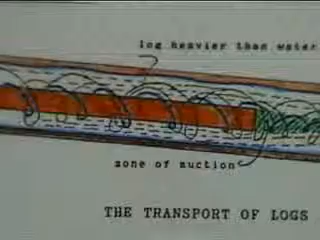 log heavier than water
zone of suction
THE TRANSPORT OF LOGS